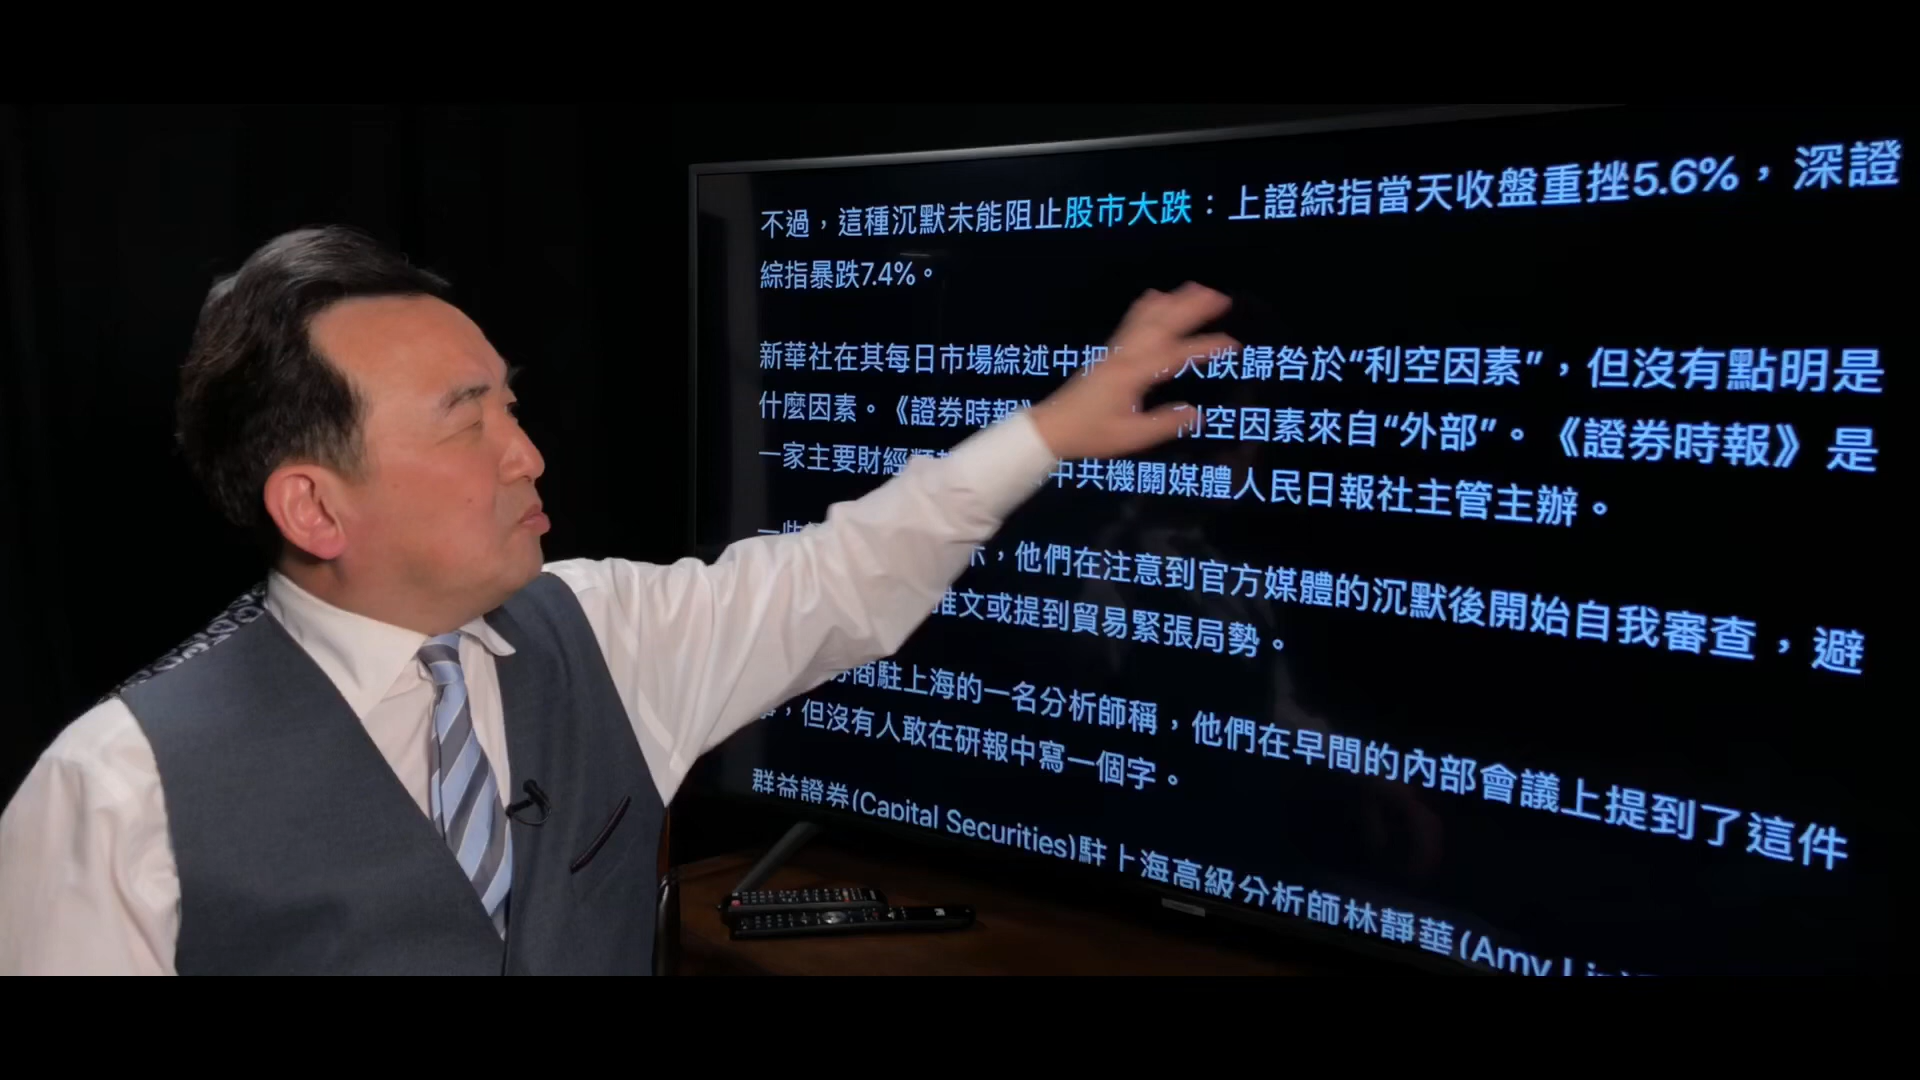 不過，這種沉默未能阻止股市大跌：上證綜指當天收盤重挫5.6%，深證
綜指暴跌7.4%。
新華社在其每日市場綜述中把 大跌歸咎於“利空因素”，但沒有點明是
什麼因素。《證券時報》 利空因素來自“外部”。《證券時報》是
一家主要財經 中共機關媒體人民日報社主管主辦。
一些 ，他們在注意到官方媒體的沉默後開始自我審查，避
推文或提到貿易緊張局勢。
券商駐上海的一名分析師稱，他們在早間的內部會議上提到了這件
事，但沒有人敢在研報中寫一個字。
群益證券(Capital Securities)駐上海高級分析師林靜華(Amy Lin)